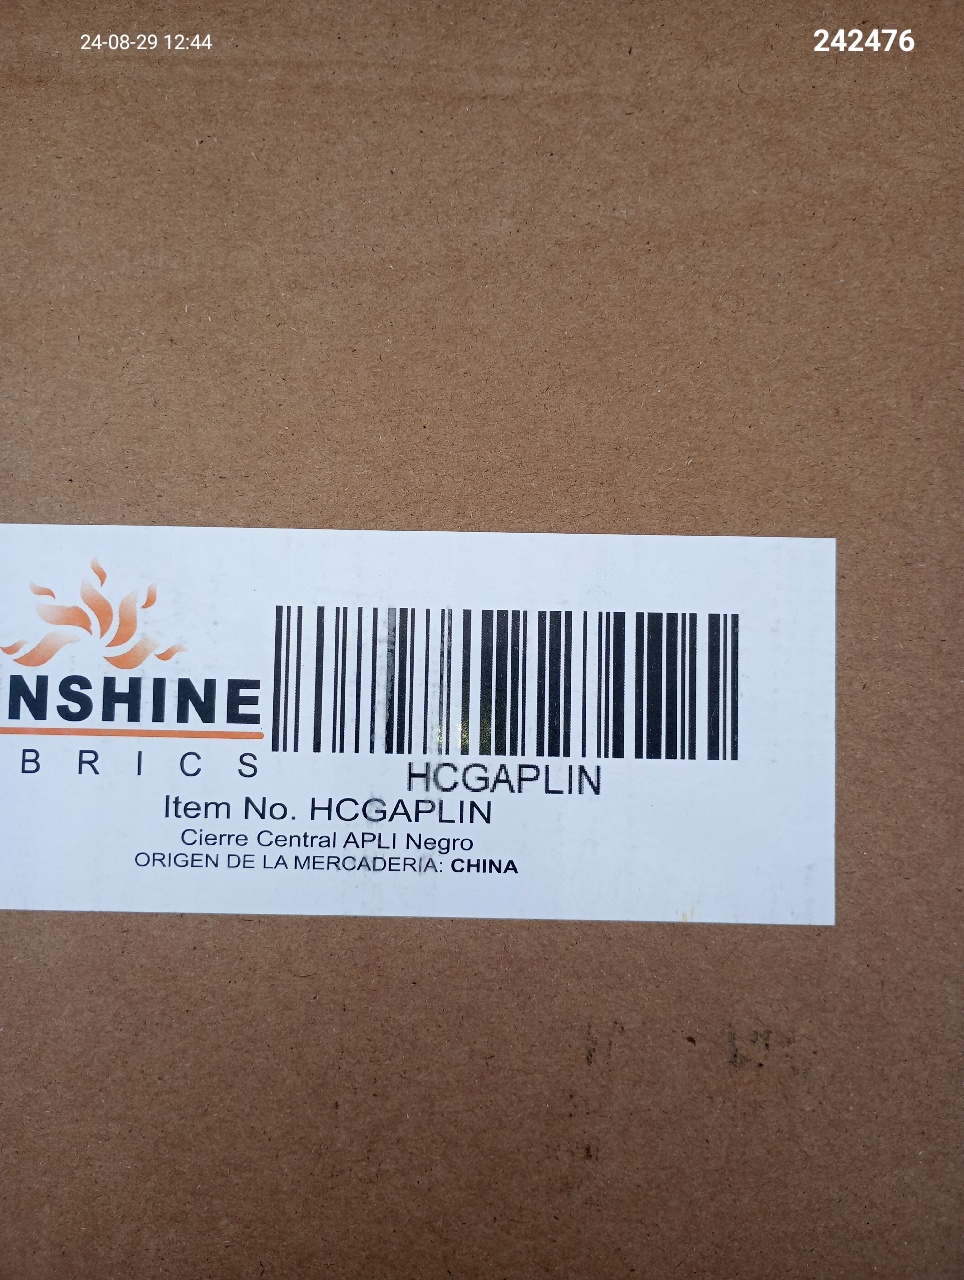 24-08-29 12:44
242476
NSHINE
BRICS
HCGAPLIN
Item No. HCGAPLIN
Cierre Central APLI Negro
ORIGEN DE LA MERCADERIA: CHINA